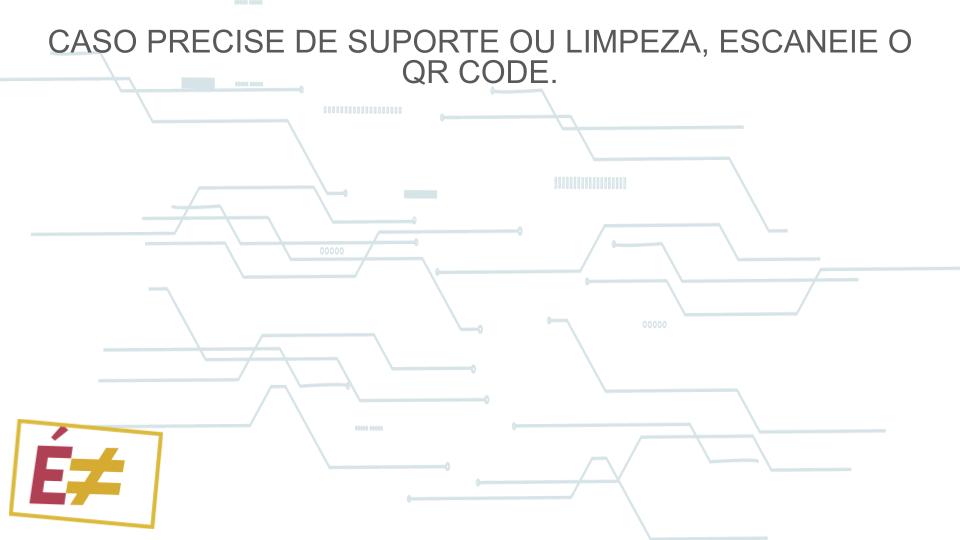 CASO PRECISE DE SUPORTE OU LIMPEZA, ESCANEIE O
QR CODE.
É≠